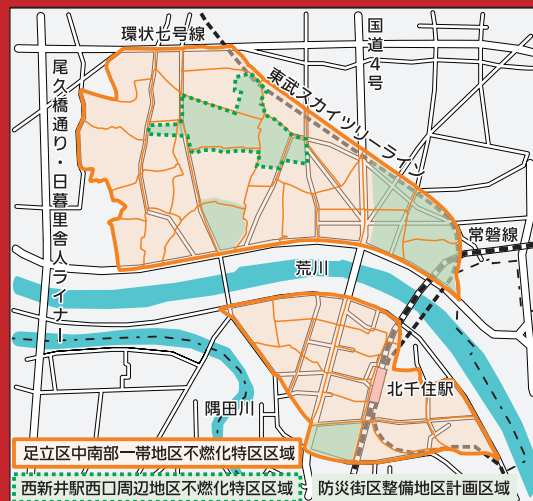 環状七号線
国道4号
尾久橋通り・日暮里舎人ライナー
東武スカイツリーライン
常磐線
荒川
北千住駅
隅田川
足立区中南部一帯地区不燃化特区区域
西新井駅西口周辺地区不燃化特区区域
防災街区整備地区計画区域